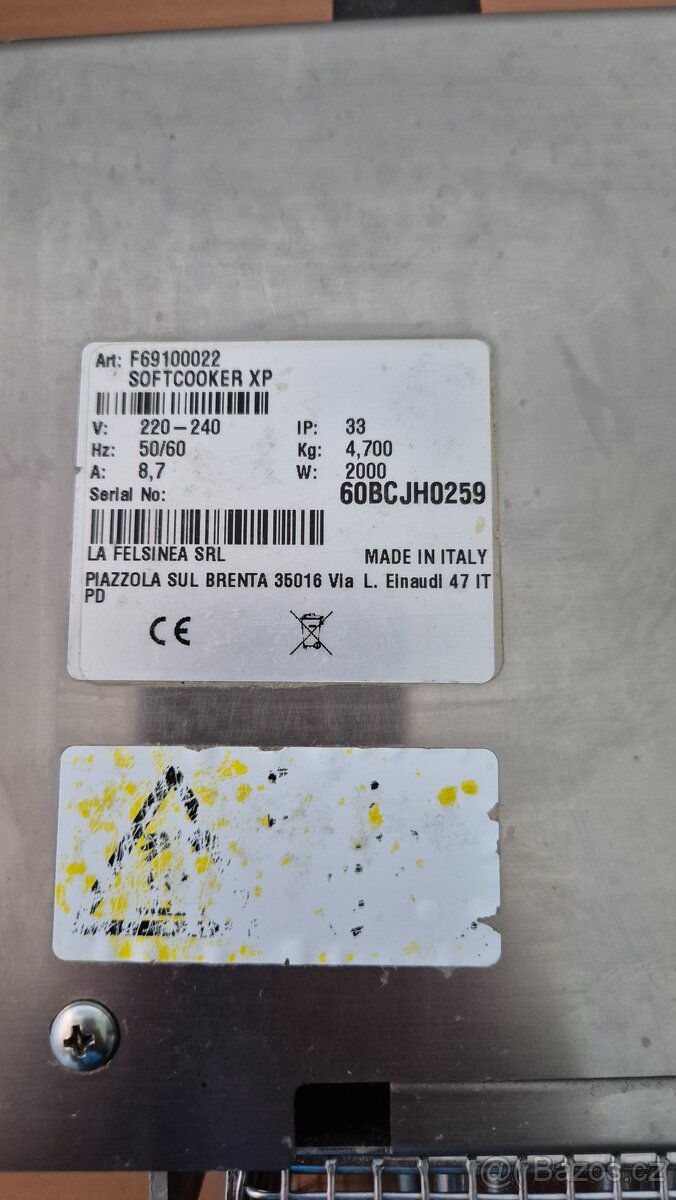 Art: F69100022
SOFTCOOKER XP
V: 220-240 IP: 33
Hz: 50/60 Kg: 4,700
A: 8,7 W: 2000
Serial No: 60BCJH0259
LA FELSINEA SRL MADE IN ITALY
PIAZZOLA SUL BRENTA 35016 Via L. Einaudi 47 IT
PD
CE
@Bazos.cz